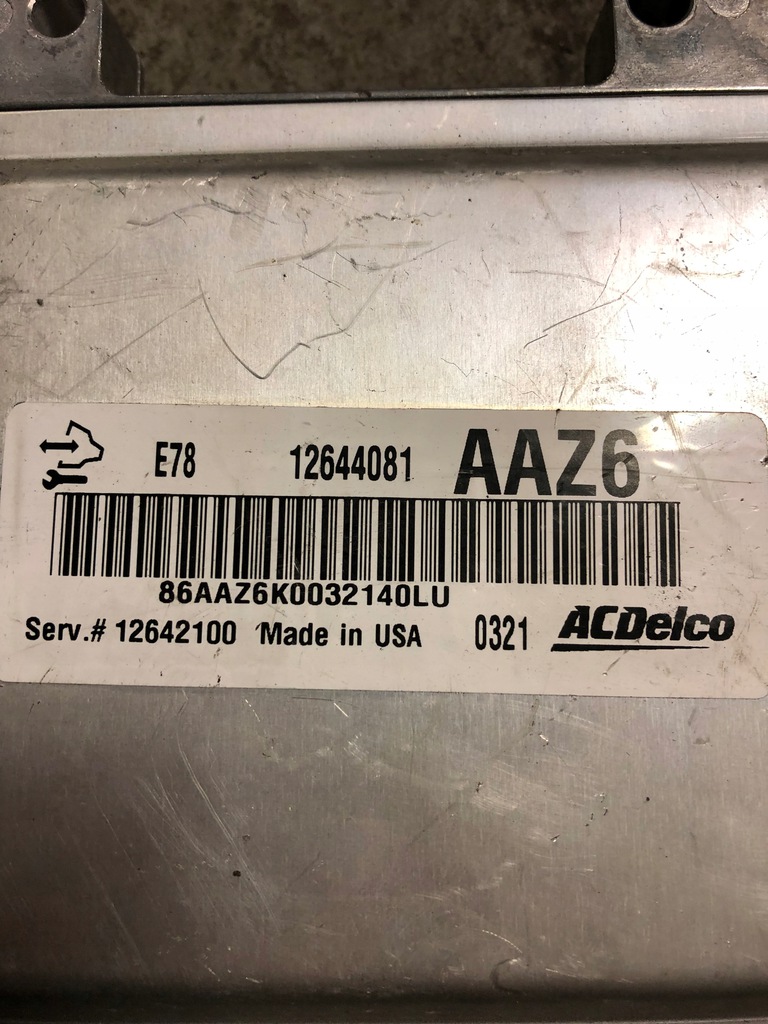 E78 12644081 AAZ6
86AAZ6K0032140LU
Serv.# 12642100 Made in USA 0321 ACDelco